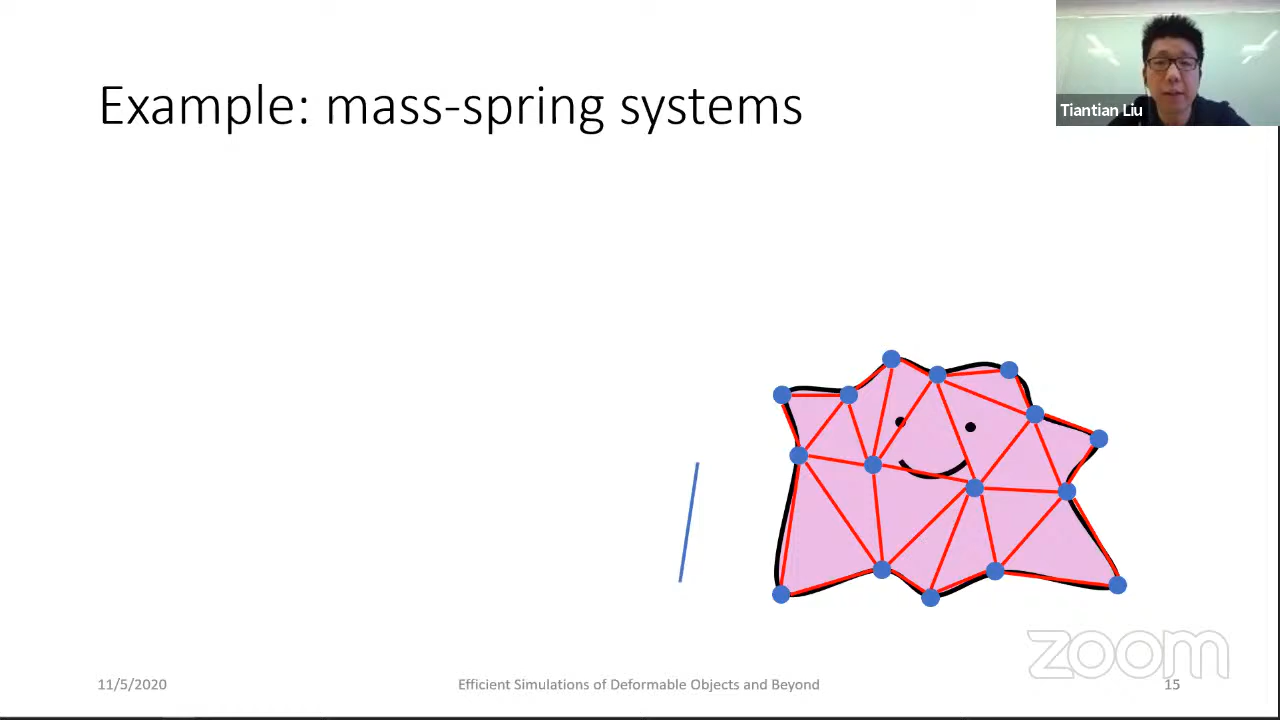 Example: mass-spring systems
Tiantian Liu
zoom
11/5/2020
Efficient Simulations of Deformable Objects and Beyond
15